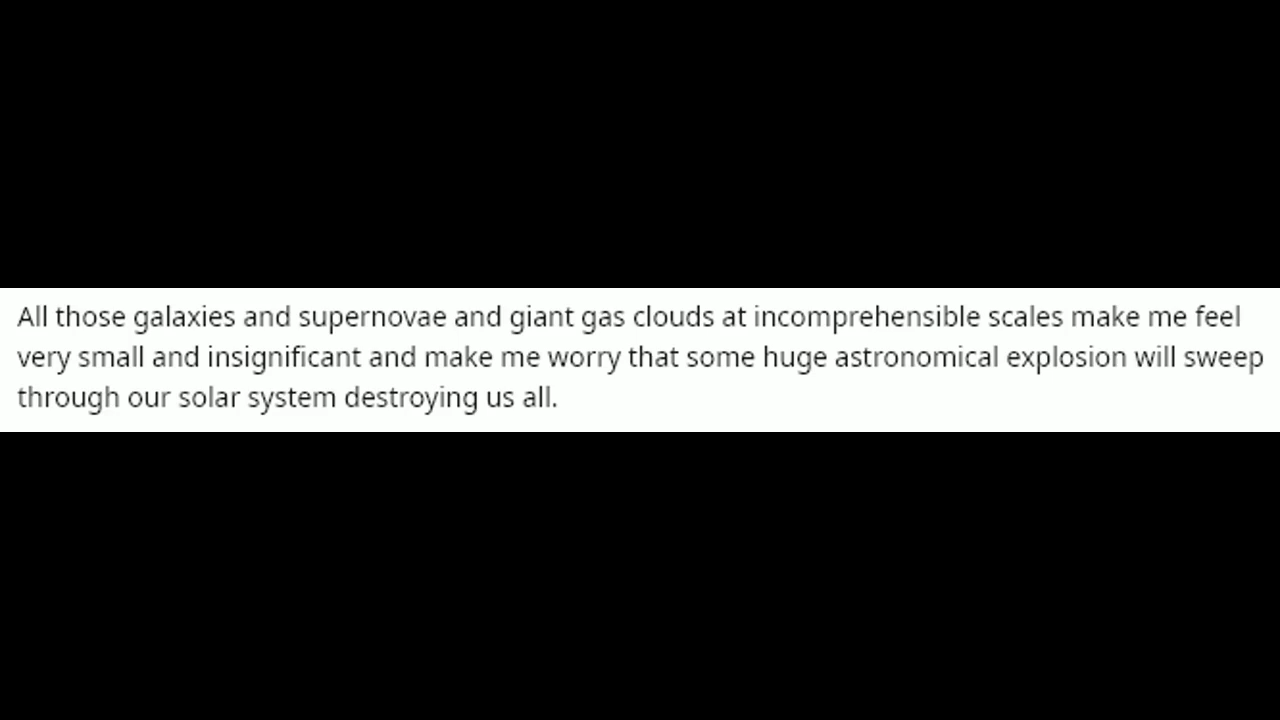 All those galaxies and supernovae and giant gas clouds at incomprehensible scales make me feel
very small and insignificant and make me worry that some huge astronomical explosion will sweep
through our solar system destroying us all.